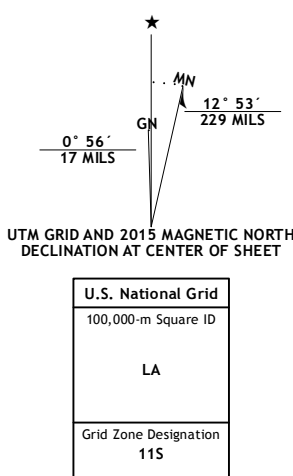 MN
GN
12° 53´
229 MILS
0° 56´
17 MILS
UTM GRID AND 2015 MAGNETIC NORTH
DECLINATION AT CENTER OF SHEET
U.S. National Grid
100,000-m Square ID
LA
Grid Zone Designation
11S